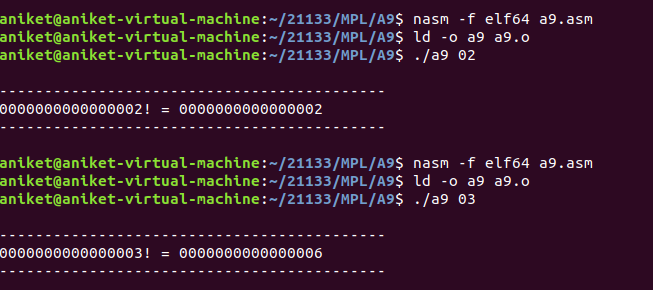 aniket@aniket-virtual-machine:~/21133/MPL/A9$ nasm -f elf64 a9.asm
aniket@aniket-virtual-machine:~/21133/MPL/A9$ ld -o a9 a9.o
aniket@aniket-virtual-machine:~/21133/MPL/A9$ ./a9 02
-------------------------------------------
0000000000000002! = 0000000000000002
-------------------------------------------
aniket@aniket-virtual-machine:~/21133/MPL/A9$ nasm -f elf64 a9.asm
aniket@aniket-virtual-machine:~/21133/MPL/A9$ ld -o a9 a9.o
aniket@aniket-virtual-machine:~/21133/MPL/A9$ ./a9 03
-------------------------------------------
0000000000000003! = 0000000000000006
-------------------------------------------